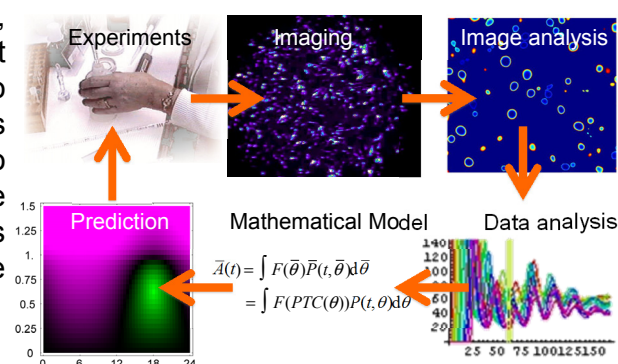 Experiments
Imaging
Image analysis
Prediction
Mathematical Model
Data analysis
Ā(t) = ∫ F(θ̄)P̄(t, θ̄)dθ̄
= ∫ F(PTC(θ))P(t, θ)dθ
1.5
1.25
1
0.75
0.5
0.25
0
0 6 12 18 24
140
120
100
80
60
40
20
25 50 75 100125150